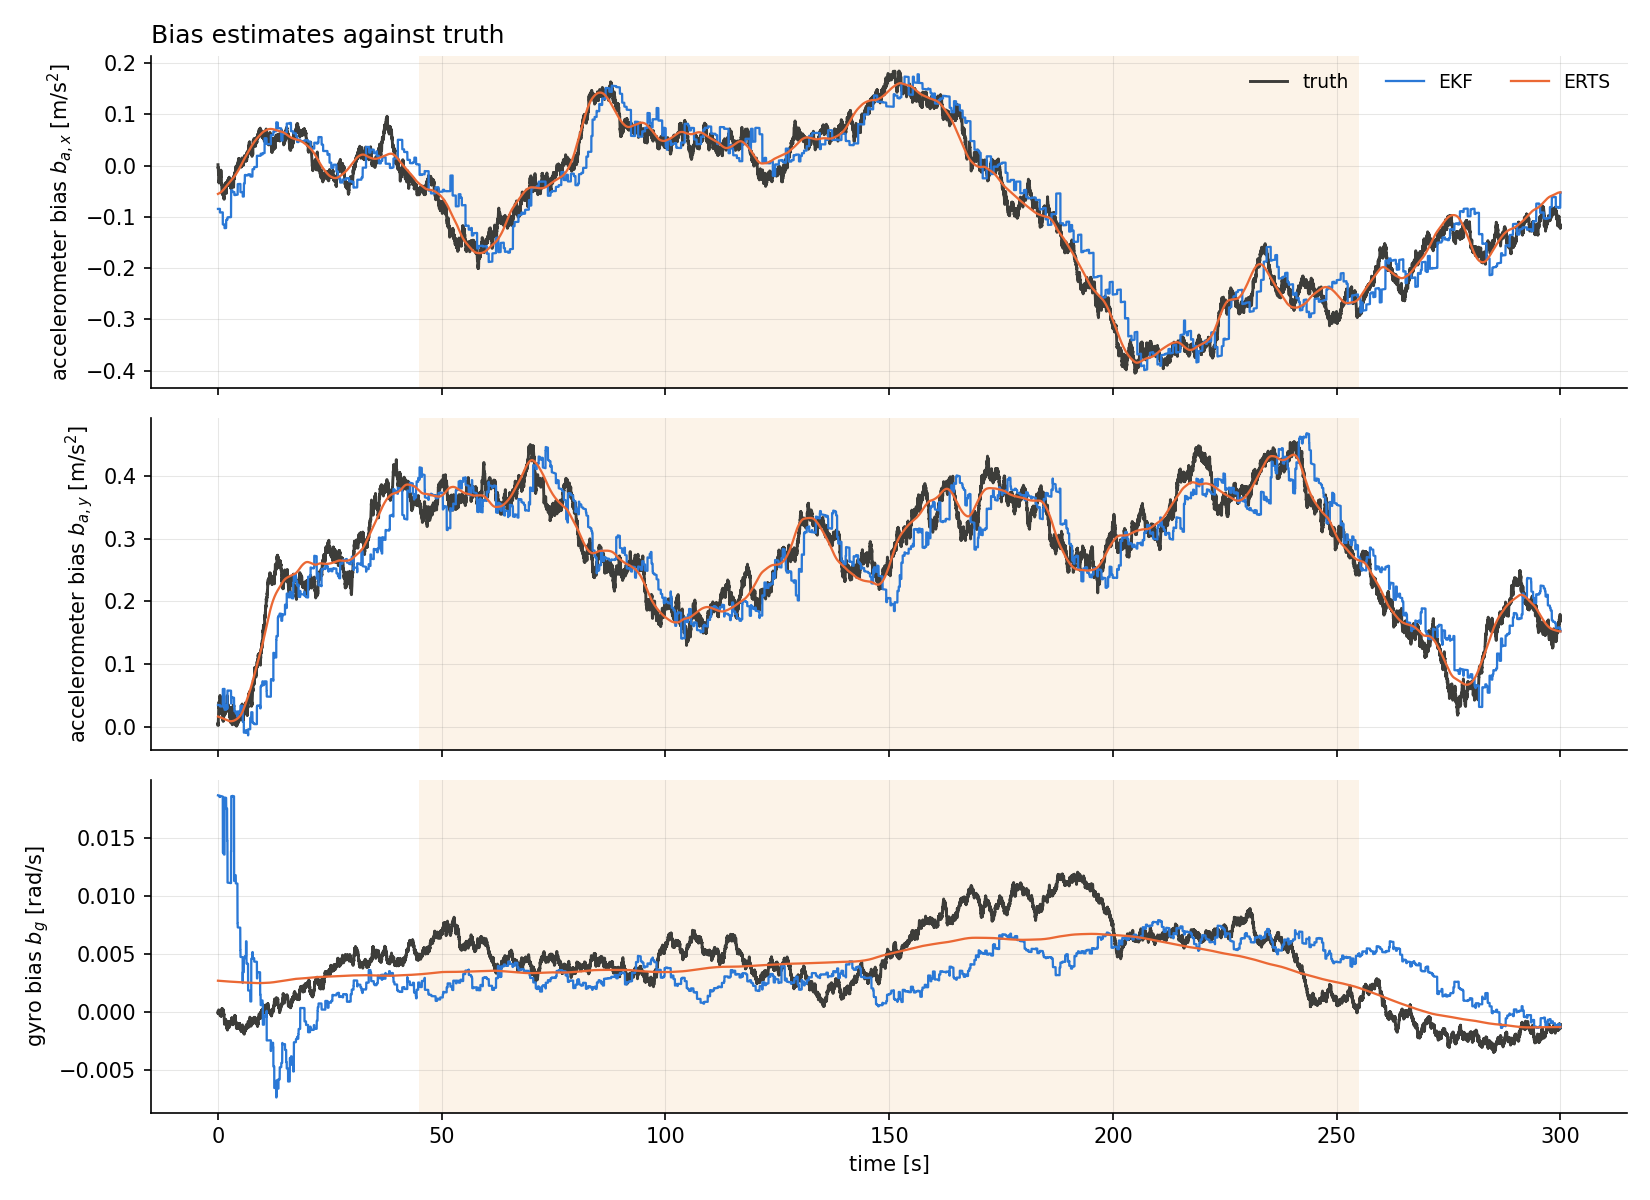 Bias estimates against truth
accelerometer bias b_{a,x} [m/s²]
0.2
0.1
0.0
−0.1
−0.2
−0.3
−0.4
truth EKF ERTS
accelerometer bias b_{a,y} [m/s²]
0.4
0.3
0.2
0.1
0.0
gyro bias b_g [rad/s]
0.015
0.010
0.005
0.000
−0.005
0 50 100 150 200 250 300
time [s]